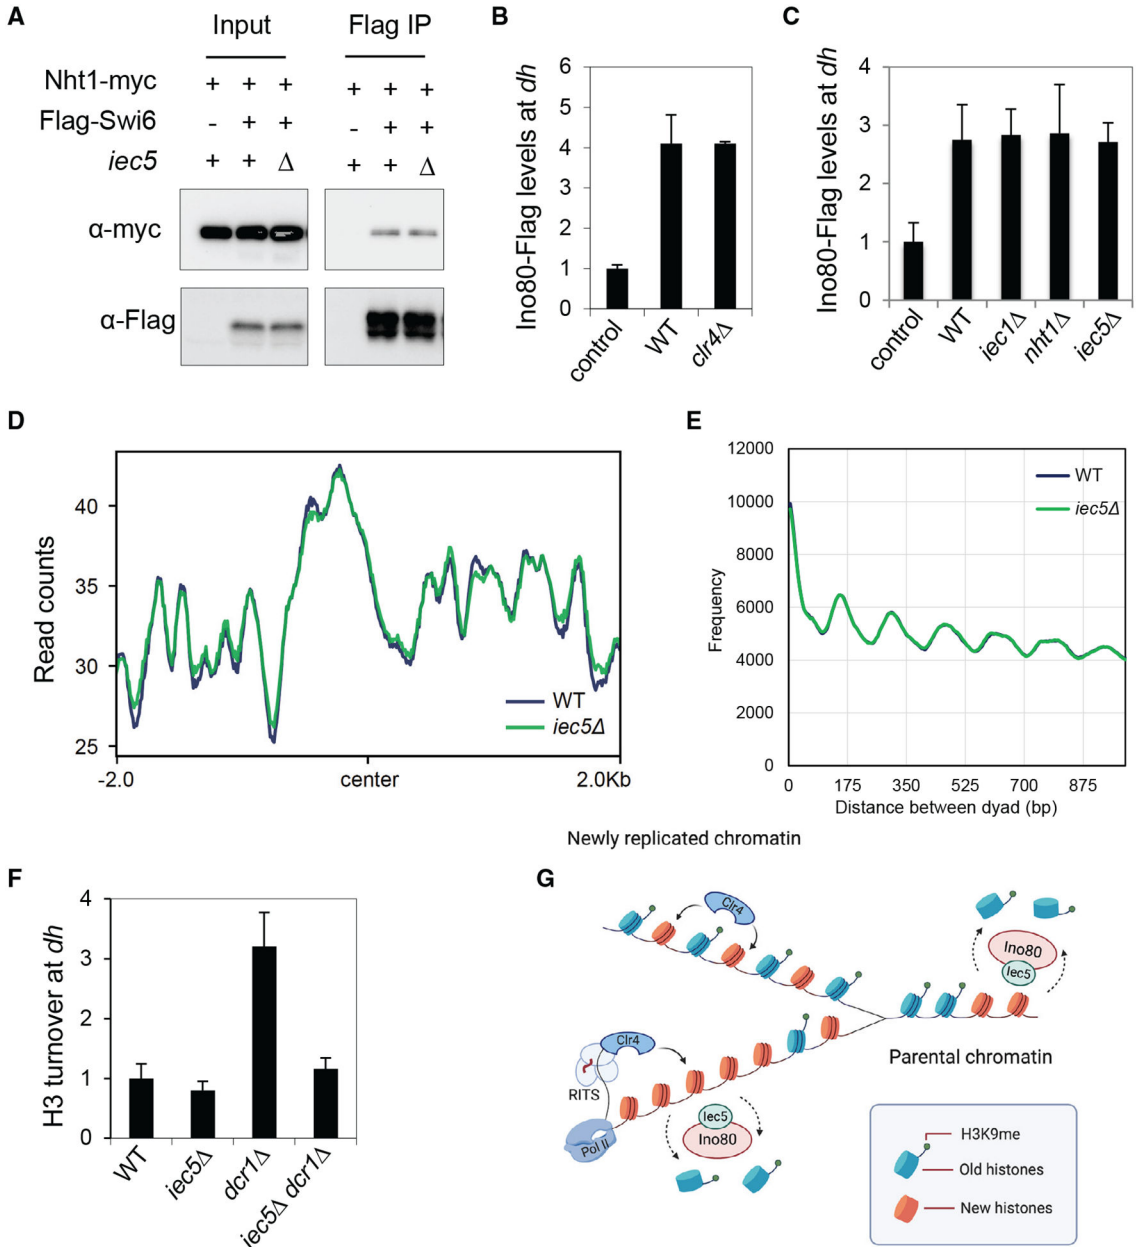 A
Input
Flag IP
Nht1-myc + + + + + +
Flag-Swi6 - + + - + +
iec5 + + Δ + + Δ
α-myc
α-Flag
B
Ino80-Flag levels at dh
6
5
4
3
2
1
0
control
WT
clr4Δ
C
Ino80-Flag levels at dh
4
3
2
1
0
control
WT
iec1Δ
nht1Δ
iec5Δ
D
Read counts
40
35
30
25
WT
iec5Δ
-2.0 center 2.0Kb
E
Frequency
12000
10000
8000
6000
4000
2000
0
WT
iec5Δ
0 175 350 525 700 875
Distance between dyad (bp)
F
H3 turnover at dh
4
3
2
1
0
WT
iec5Δ
dcr1Δ
iec5Δ dcr1Δ
Newly replicated chromatin
G
Clr4
Ino80
Iec5
Parental chromatin
Clr4
RITS
Pol II
Iec5
Ino80
H3K9me
Old histones
New histones